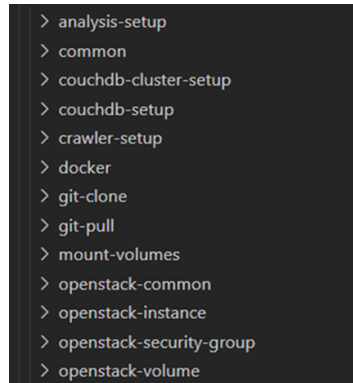 analysis-setup
common
couchdb-cluster-setup
couchdb-setup
crawler-setup
docker
git-clone
git-pull
mount-volumes
openstack-common
openstack-instance
openstack-security-group
openstack-volume